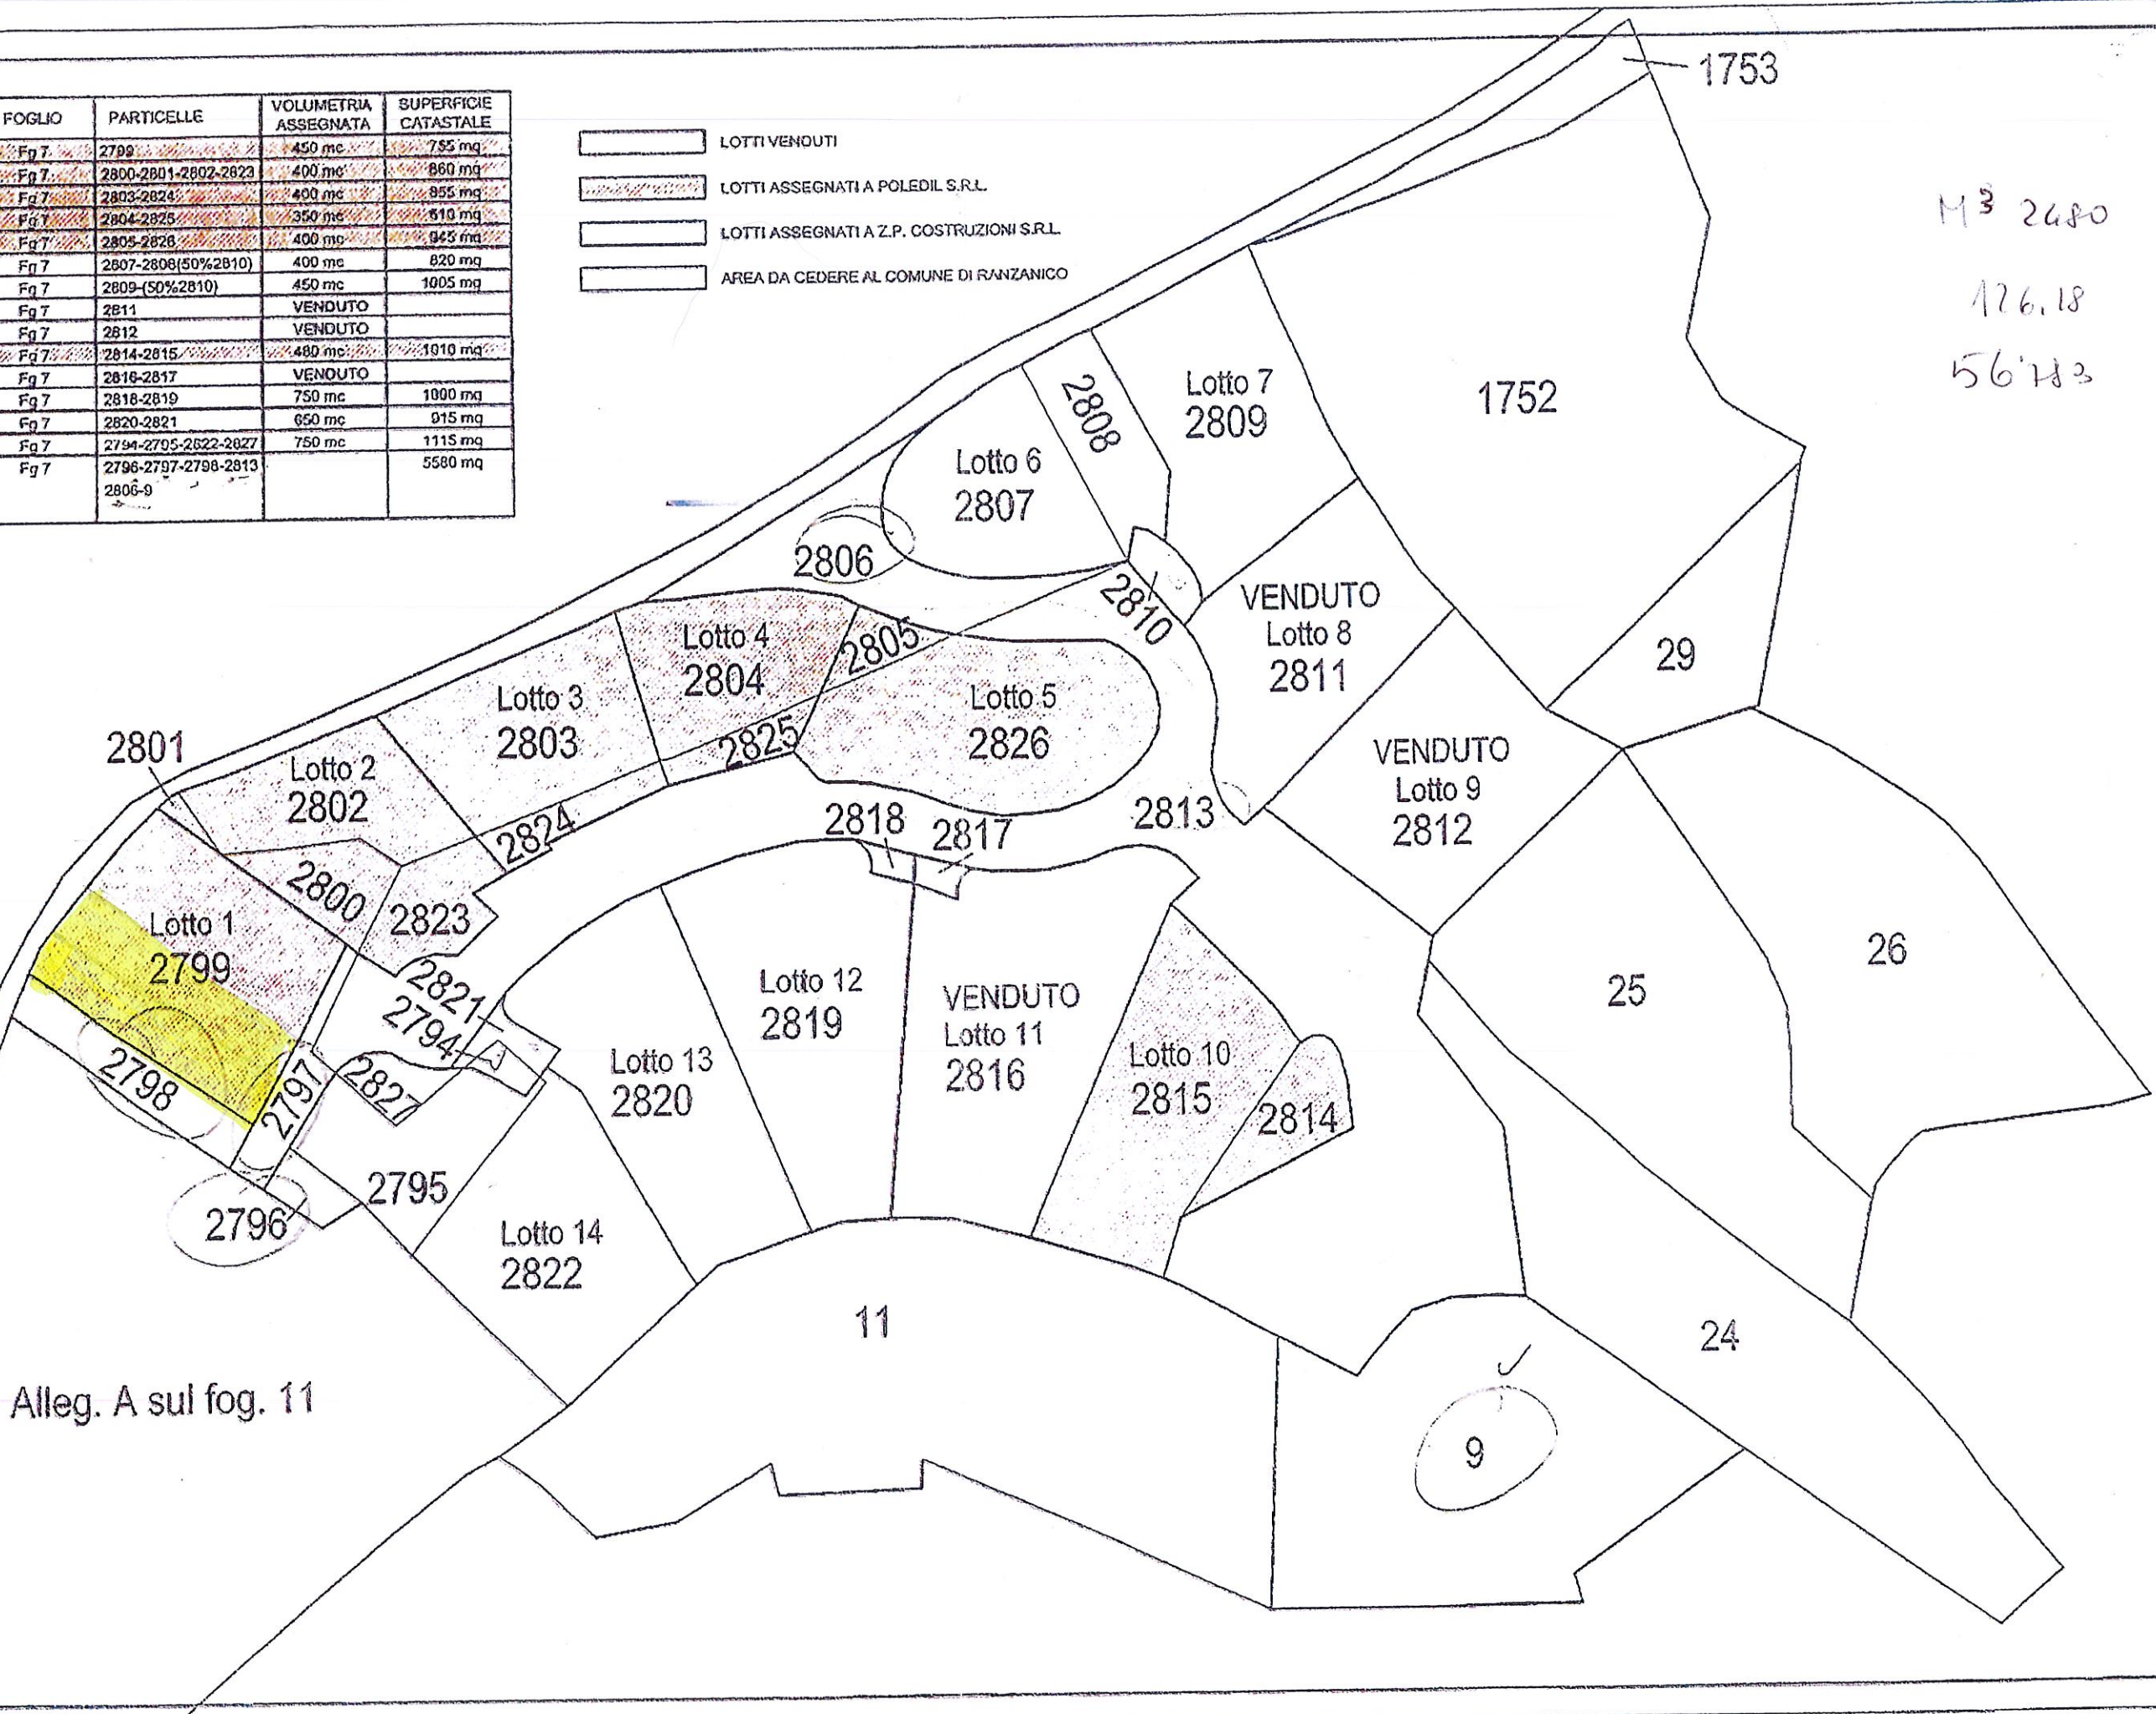 FOGLIO PARTICELLE VOLUMETRIA ASSEGNATA SUPERFICIE CATASTALE
Fg 7 2799 450 mc 755 mq
Fg 7 2800-2801-2802-2823 400 mc 860 mq
Fg 7 2803-2824 400 mc 955 mq
Fg 7 2804-2825 350 mc 610 mq
Fg 7 2805-2826 400 mc 945 mq
Fg 7 2807-2808(50%2810) 400 mc 820 mq
Fg 7 2809-(50%2810) 450 mc 1005 mq
Fg 7 2811 VENDUTO
Fg 7 2812 VENDUTO
Fg 7 2814-2815 480 mc 1010 mq
Fg 7 2816-2817 VENDUTO
Fg 7 2818-2819 750 mc 1000 mq
Fg 7 2820-2821 650 mc 915 mq
Fg 7 2794-2795-2822-2827 750 mc 1115 mq
Fg 7 2796-2797-2798-2813 5580 mq
2806-9
LOTTI VENDUTI
LOTTI ASSEGNATI A POLEDIL S.R.L.
LOTTI ASSEGNATI A Z.P. COSTRUZIONI S.R.L.
AREA DA CEDERE AL COMUNE DI RANZANICO
1753
M³ 2480
126.18
1752
Lotto 7
2809
2808
Lotto 6
2807
2806
2810
VENDUTO
Lotto 8
2811
29
Lotto 4
2804
2805
Lotto 5
2826
Lotto 3
2803
2825
VENDUTO
Lotto 9
2812
2801
Lotto 2
2802
2824
2818
2817
2813
2800
2823
Lotto 1
2799
26
25
2821
2794
Lotto 12
2819
VENDUTO
Lotto 11
2816
Lotto 13
2820
Lotto 10
2815
2814
2798
2797
2827
2795
2796
Lotto 14
2822
11
24
Alleg. A sul fog. 11
9